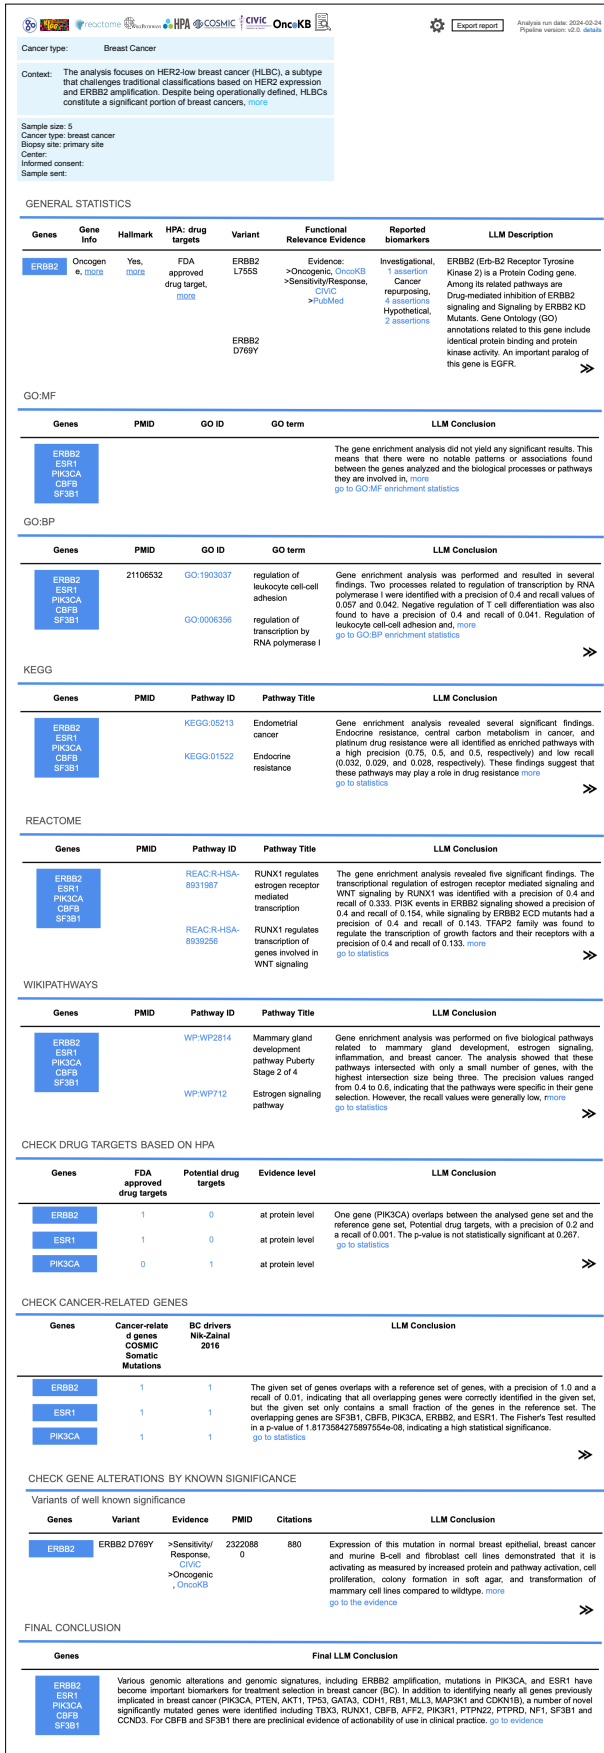 reactome
WIKIPATHWAYS
HPA
COSMIC
CIViC
OncoKB
Export report
Analysis run date: 2024-02-24
Pipeline version: v2.0. details
Cancer type: Breast Cancer
Context: The analysis focuses on HER2-low breast cancer (HLBC), a subtype
that challenges traditional classifications based on HER2 expression
and ERBB2 amplification. Despite being operationally defined, HLBCs
constitute a significant portion of breast cancers, more
Sample size: 5
Cancer type: breast cancer
Biopsy site: primary site
Center:
Informed consent:
Sample sent:
GENERAL STATISTICS
Genes
Gene
Info
Hallmark
HPA: drug
targets
Variant
Functional
Relevance Evidence
Reported
biomarkers
LLM Description
ERBB2
Oncogen
e, more
Yes,
more
FDA
approved
drug target,
more
ERBB2
L755S
ERBB2
D769Y
Evidence:
>Oncogenic, OncoKB
>Sensitivity/Response,
CIViC
>PubMed
Investigational,
1 assertion
Cancer
repurposing,
4 assertions
Hypothetical,
2 assertions
ERBB2 (Erb-B2 Receptor Tyrosine
Kinase 2) is a Protein Coding gene.
Among its related pathways are
Drug-mediated inhibition of ERBB2
signaling and Signaling by ERBB2 KD
Mutants. Gene Ontology (GO)
annotations related to this gene include
identical protein binding and protein
kinase activity. An important paralog of
this gene is EGFR.
GO:MF
Genes PMID GO ID GO term LLM Conclusion
ERBB2
ESR1
PIK3CA
CBFB
SF3B1
The gene enrichment analysis did not yield any significant results. This
means that there were no notable patterns or associations found
between the genes analyzed and the biological processes or pathways
they are involved in, more
go to GO:MF enrichment statistics
GO:BP
Genes PMID GO ID GO term LLM Conclusion
ERBB2
ESR1
PIK3CA
CBFB
SF3B1
21106532
GO:1903037
regulation of
leukocyte cell-cell
adhesion
GO:0006356
regulation of
transcription by
RNA polymerase I
Gene enrichment analysis was performed and resulted in several
findings. Two processes related to regulation of transcription by RNA
polymerase I were identified with a precision of 0.4 and recall values of
0.057 and 0.042. Negative regulation of T cell differentiation was also
found to have a precision of 0.4 and recall of 0.041. Regulation of
leukocyte cell-cell adhesion and, more
go to GO:BP enrichment statistics
KEGG
Genes PMID Pathway ID Pathway Title LLM Conclusion
ERBB2
ESR1
PIK3CA
CBFB
SF3B1
KEGG:05213
Endometrial
cancer
KEGG:01522
Endocrine
resistance
Gene enrichment analysis revealed several significant findings.
Endocrine resistance, central carbon metabolism in cancer, and
platinum drug resistance were all identified as enriched pathways with
a high precision (0.75, 0.5, and 0.5, respectively) and low recall
(0.032, 0.029, and 0.028, respectively). These findings suggest that
these pathways may play a role in drug resistance more
go to statistics
REACTOME
Genes PMID Pathway ID Pathway Title LLM Conclusion
ERBB2
ESR1
PIK3CA
CBFB
SF3B1
REAC:R-HSA-
8931987
RUNX1 regulates
estrogen receptor
mediated
transcription
REAC:R-HSA-
8939256
RUNX1 regulates
transcription of
genes involved in
WNT signaling
The gene enrichment analysis revealed five significant findings. The
transcriptional regulation of estrogen receptor mediated signaling and
WNT signaling by RUNX1 was identified with a precision of 0.4 and
recall of 0.333. PI3K events in ERBB2 signaling showed a precision of
0.4 and recall of 0.154, while signaling by ERBB2 ECD mutants had a
precision of 0.4 and recall of 0.143. TFAP2 family was found to
regulate the transcription of growth factors and their receptors with a
precision of 0.4 and recall of 0.133. more
go to statistics
WIKIPATHWAYS
Genes PMID Pathway ID Pathway Title LLM Conclusion
ERBB2
ESR1
PIK3CA
CBFB
SF3B1
WP:WP2814
Mammary gland
development
pathway Puberty
Stage 2 of 4
WP:WP712
Estrogen signaling
pathway
Gene enrichment analysis was performed on five biological pathways
related to mammary gland development, estrogen signaling,
inflammation, and breast cancer. The analysis showed that these
pathways intersected with only a small number of genes, with the
highest intersection size being three. The precision values ranged
from 0.4 to 0.6, indicating that the pathways were specific in their gene
selection. However, the recall values were generally low, rmore
go to statistics
CHECK DRUG TARGETS BASED ON HPA
Genes
FDA
approved
drug targets
Potential drug
targets
Evidence level
LLM Conclusion
ERBB2 1 0 at protein level
ESR1 1 0 at protein level
PIK3CA 0 1 at protein level
One gene (PIK3CA) overlaps between the analysed gene set and the
reference gene set, Potential drug targets, with a precision of 0.2 and
a recall of 0.001. The p-value is not statistically significant at 0.267.
go to statistics
CHECK CANCER-RELATED GENES
Genes
Cancer-relate
d genes
COSMIC
Somatic
Mutations
BC drivers
Nik-Zainal
2016
LLM Conclusion
ERBB2 1 1
ESR1 1 1
PIK3CA 1 1
The given set of genes overlaps with a reference set of genes, with a precision of 1.0 and a
recall of 0.01, indicating that all overlapping genes were correctly identified in the given set,
but the given set only contains a small fraction of the genes in the reference set. The
overlapping genes are SF3B1, CBFB, PIK3CA, ERBB2, and ESR1. The Fisher's Test resulted
in a p-value of 1.8173584275897554e-08, indicating a high statistical significance.
go to statistics
CHECK GENE ALTERATIONS BY KNOWN SIGNIFICANCE
Variants of well known significance
Genes Variant Evidence PMID Citations LLM Conclusion
ERBB2
ERBB2 D769Y
>Sensitivity/
Response,
CIViC
>Oncogenic
, OncoKB
2322088
0
880
Expression of this mutation in normal breast epithelial, breast cancer
and murine B-cell and fibroblast cell lines demonstrated that it is
activating as measured by increased protein and pathway activation, cell
proliferation, colony formation in soft agar, and transformation of
mammary cell lines compared to wildtype. more
go to the evidence
FINAL CONCLUSION
Genes Final LLM Conclusion
ERBB2
ESR1
PIK3CA
CBFB
SF3B1
Various genomic alterations and genomic signatures, including ERBB2 amplification, mutations in PIK3CA, and ESR1 have
become important biomarkers for treatment selection in breast cancer (BC). In addition to identifying nearly all genes previously
implicated in breast cancer (PIK3CA, PTEN, AKT1, TP53, GATA3, CDH1, RB1, MLL3, MAP3K1 and CDKN1B), a number of novel
significantly mutated genes were identified including TBX3, RUNX1, CBFB, AFF2, PIK3R1, PTPN22, PTPRD, NF1, SF3B1 and
CCND3. For CBFB and SF3B1 there are preclinical evidence of actionability of use in clinical practice. go to evidence